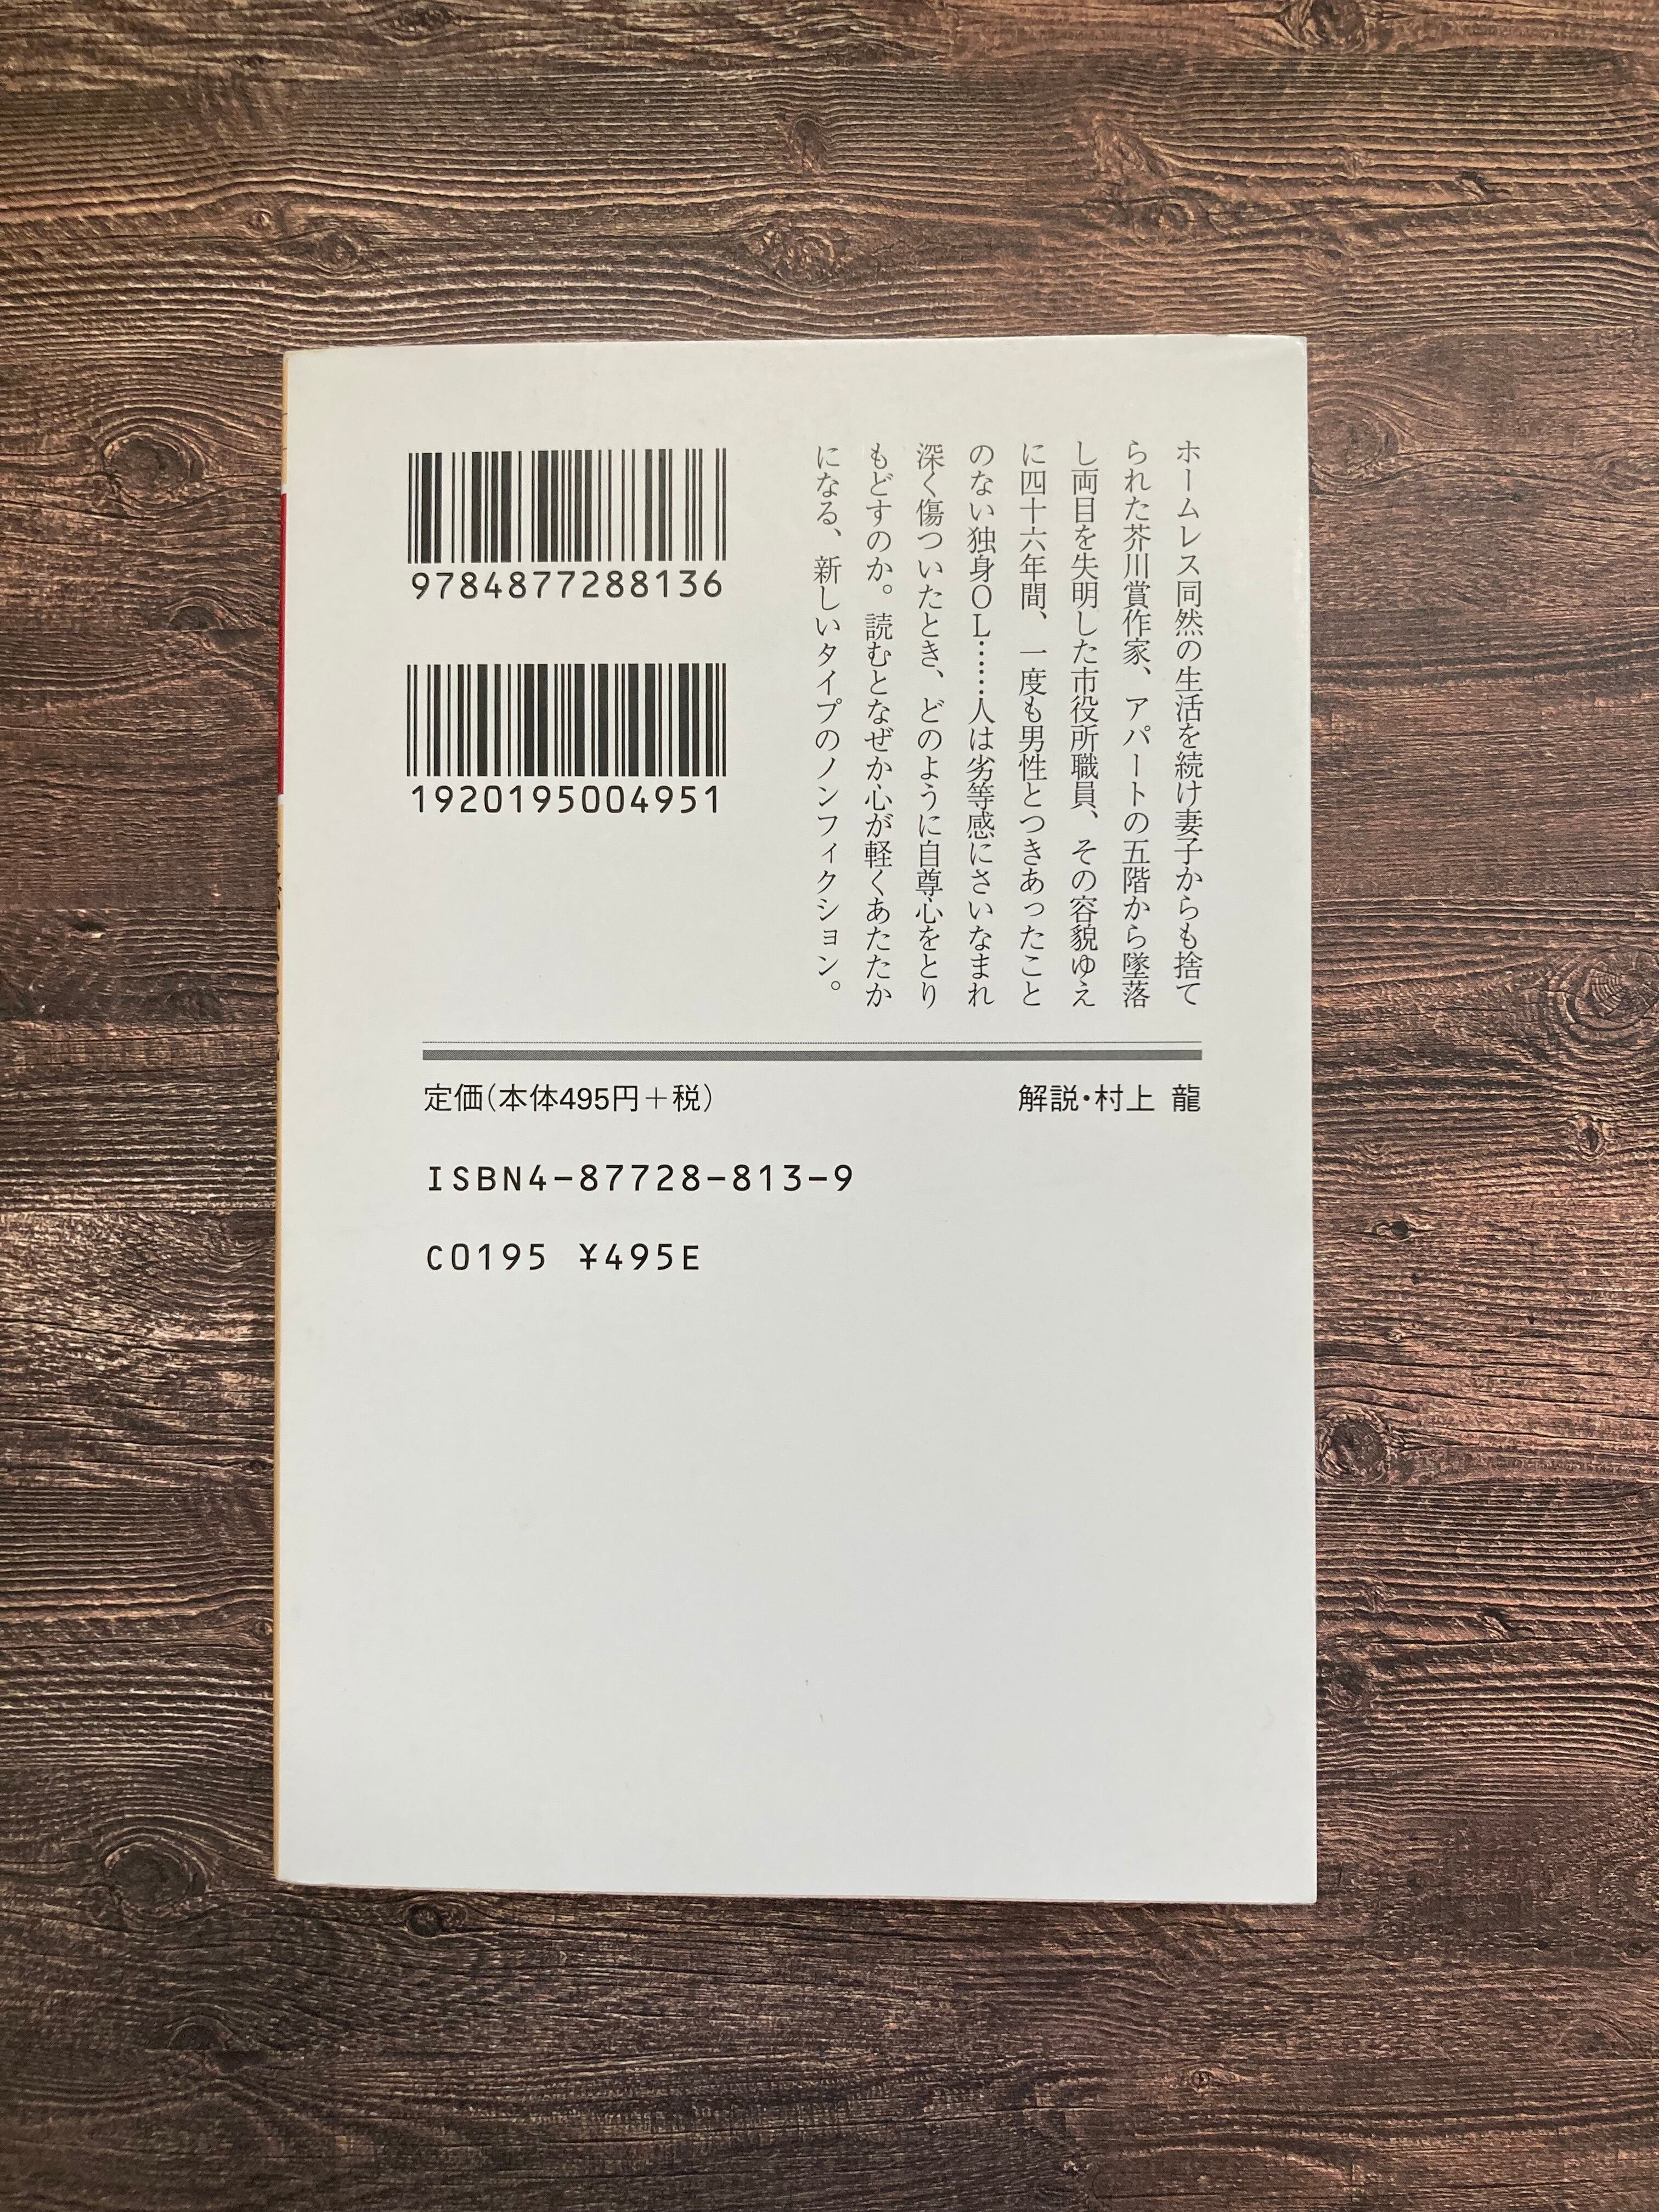 ホームレス同然の生活を続け妻子からも捨て
られた芥川賞作家、アパートの五階から墜落
し両目を失明した市役所職員、その容貌ゆえ
に四十六年間、一度も男性とつきあったこと
のない独身OL……人は劣等感にさいなまれ
深く傷ついたとき、どのように自尊心をとり
もどすのか。読むとなぜか心が軽くあたたか
になる、新しいタイプのノンフィクション。
9784877288136
1920195004951
定価(本体495円+税)
解説・村上 龍
ISBN4-87728-813-9
C0195 ¥495E